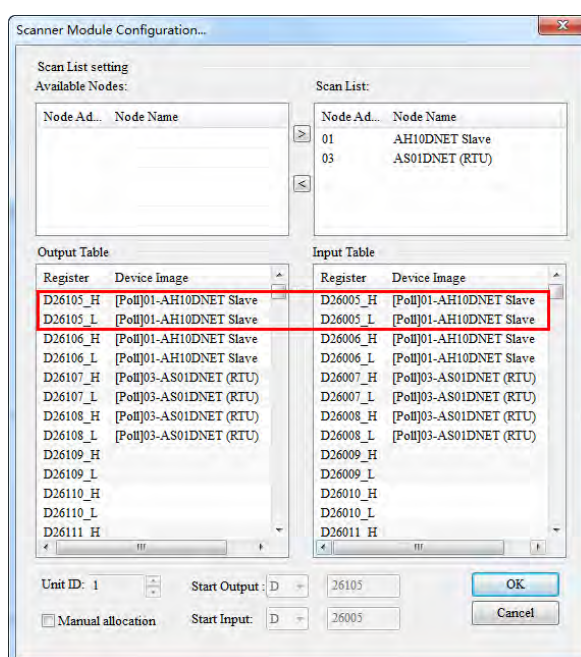 Scanner Module Configuration...
Scan List setting
Available Nodes:
Scan List:
Node Ad... Node Name
Node Ad... Node Name
>
01 AH10DNET Slave
03 AS01DNET (RTU)
<
Output Table
Input Table
Register Device Image
Register Device Image
D26105_H [Poll]01-AH10DNET Slave
D26005_H [Poll]01-AH10DNET Slave
D26105_L [Poll]01-AH10DNET Slave
D26005_L [Poll]01-AH10DNET Slave
D26106_H [Poll]01-AH10DNET Slave
D26006_H [Poll]01-AH10DNET Slave
D26106_L [Poll]01-AH10DNET Slave
D26006_L [Poll]01-AH10DNET Slave
D26107_H [Poll]03-AS01DNET (RTU)
D26007_H [Poll]03-AS01DNET (RTU)
D26107_L [Poll]03-AS01DNET (RTU)
D26007_L [Poll]03-AS01DNET (RTU)
D26108_H [Poll]03-AS01DNET (RTU)
D26008_H [Poll]03-AS01DNET (RTU)
D26108_L [Poll]03-AS01DNET (RTU)
D26008_L [Poll]03-AS01DNET (RTU)
D26109_H
D26009_H
D26109_L
D26009_L
D26110_H
D26010_H
D26110_L
D26010_L
D26111_H
D26011_H
Unit ID: 1
Start Output : D 26105
OK
Manual allocation
Start Input: D 26005
Cancel